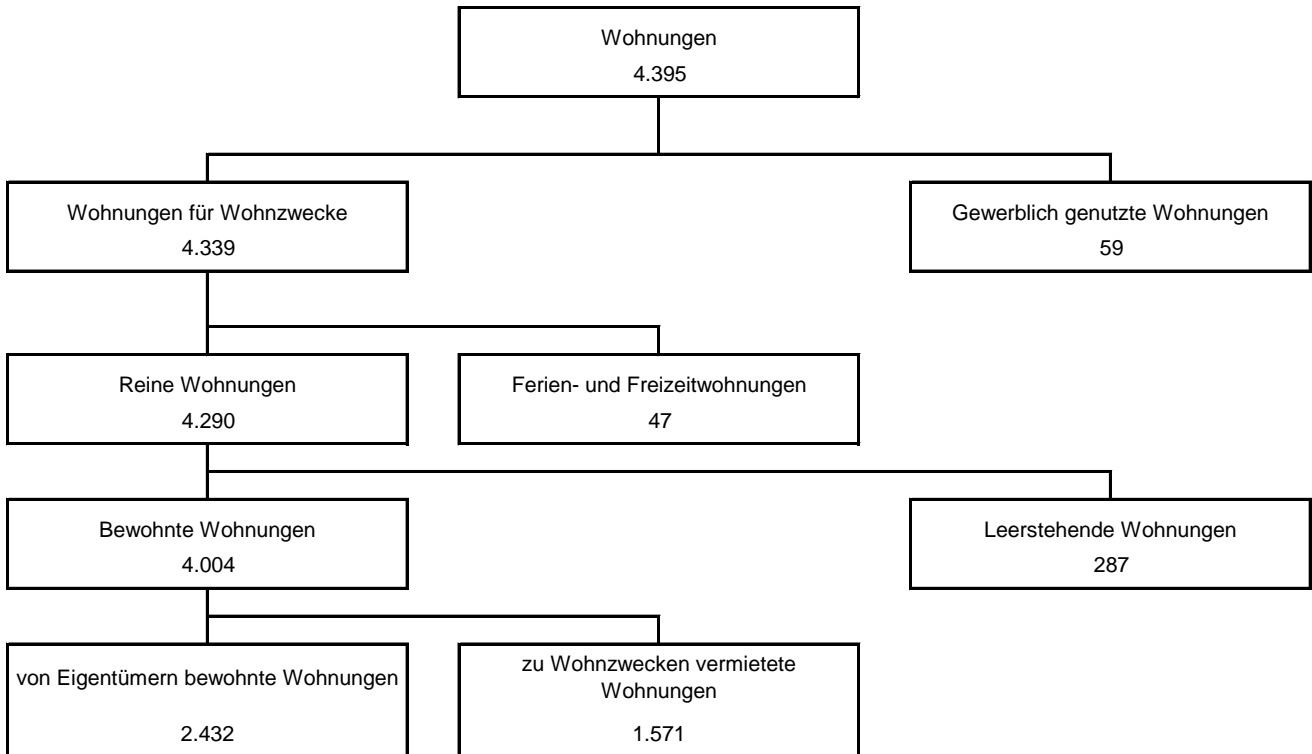 Wohnungen
4.395
Wohnungen für Wohnzwecke
4.339
Gewerblich genutzte Wohnungen
59
Reine Wohnungen
4.290
Ferien- und Freizeitwohnungen
47
Bewohnte Wohnungen
4.004
Leerstehende Wohnungen
287
von Eigentümern bewohnte Wohnungen
2.432
zu Wohnzwecken vermietete
Wohnungen
1.571